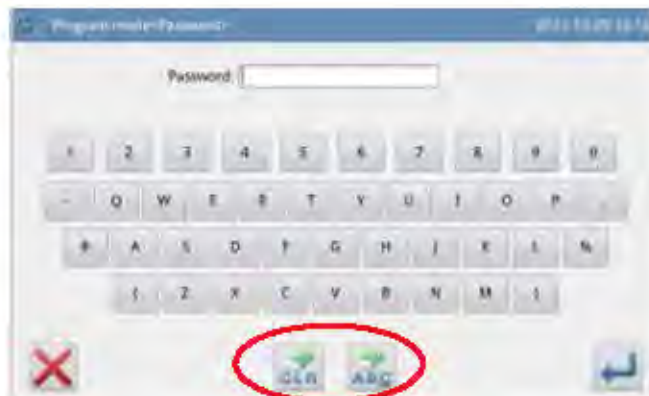 Program mode<Password>
Password:
1 2 3 4 5 6 7 8 9 0
- Q W E R T Y U I O P .
A S D F G H J K L %
Z X C V B N M
CLR ABC